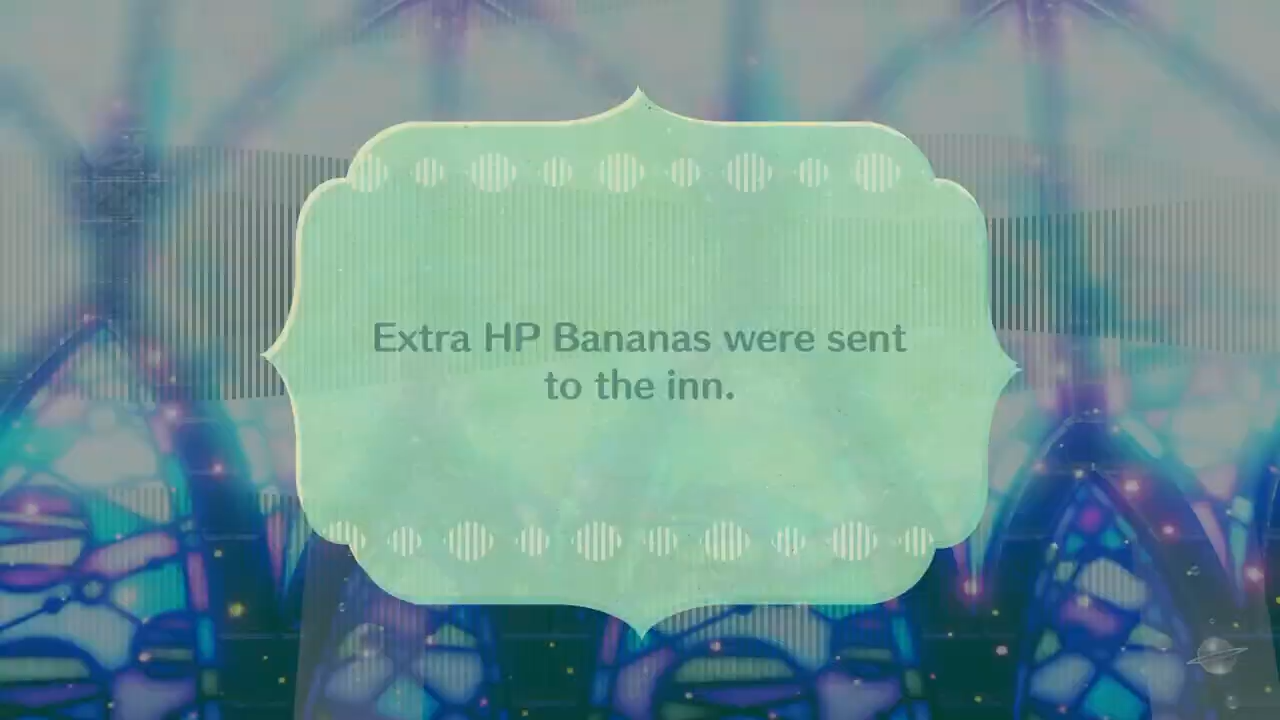 Extra HP Bananas were sent
to the inn.